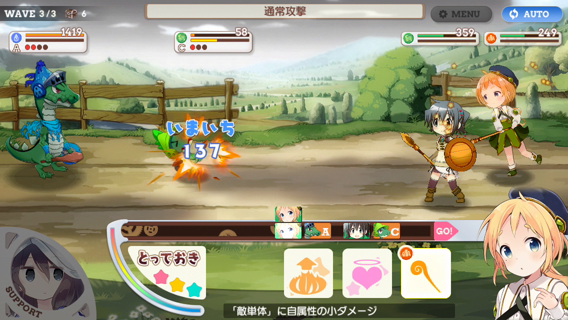 WAVE 3/3 6
通常攻撃
MENU
AUTO
1419
A
58
C
359
249
いまいち
137
A
C
GO!
とっておき
SUPPORT
「敵単体」に自属性の小ダメージ